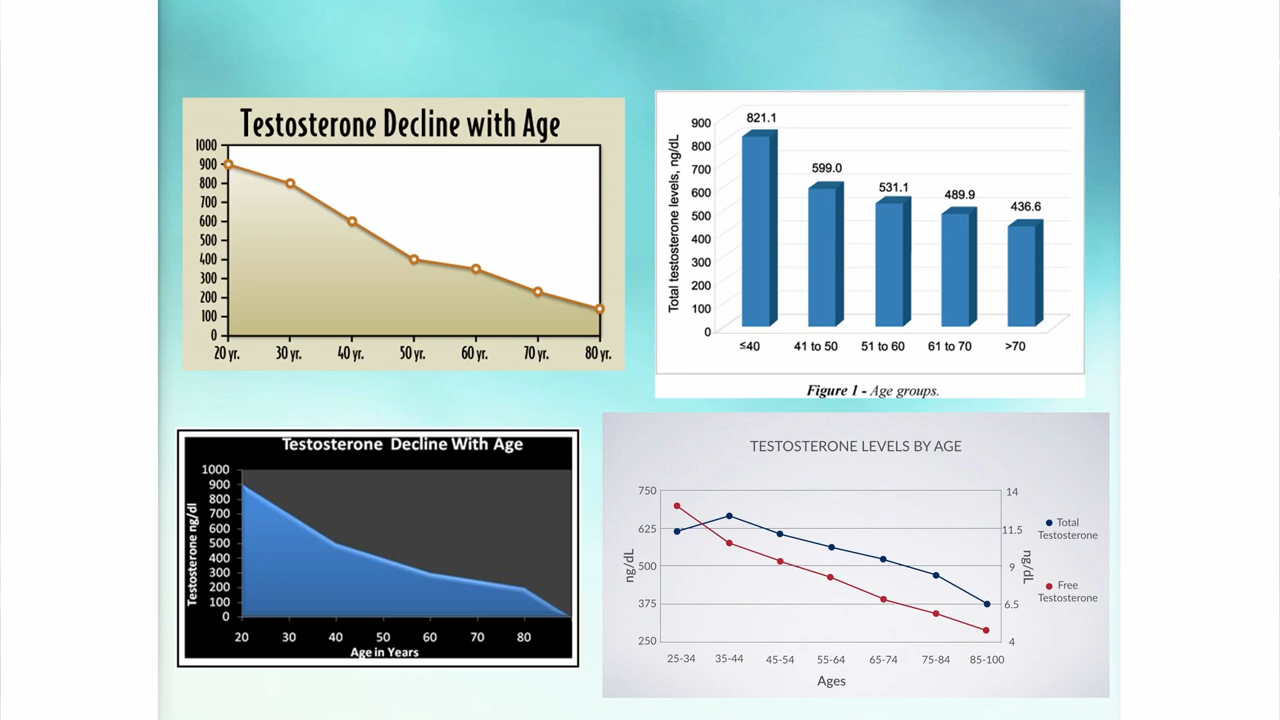 Testosterone Decline with Age
1000
900
800
700
600
500
400
300
200
100
0
20 yr. 30 yr. 40 yr. 50 yr. 60 yr. 70 yr. 80 yr.
Total testosterone levels, ng/dL
900
800
700
600
500
400
300
200
100
0
821.1
599.0
531.1
489.9
436.6
≤40 41 to 50 51 to 60 61 to 70 >70
Figure 1 - Age groups.
Testosterone Decline With Age
Testosterone ng/dl
1000
900
800
700
600
500
400
300
200
100
0
20 30 40 50 60 70 80
Age in Years
TESTOSTERONE LEVELS BY AGE
ng/dL
750
625
500
375
250
14
11.5
9
6.5
4
ng/dL
Total
Testosterone
Free
Testosterone
25-34 35-44 45-54 55-64 65-74 75-84 85-100
Ages